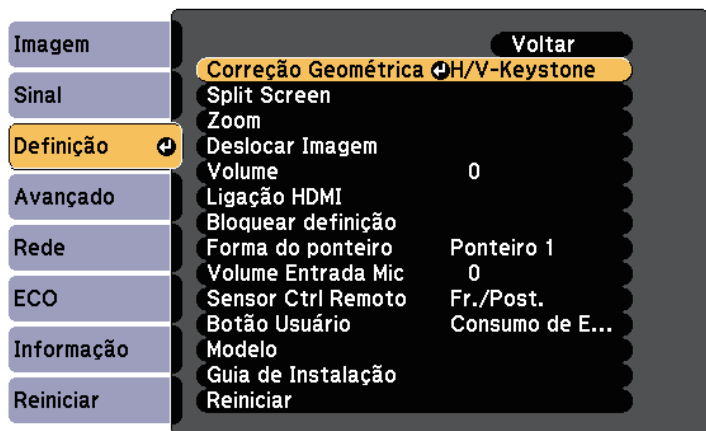 Imagem
Sinal
Definição
Avançado
Rede
ECO
Informação
Reiniciar
Voltar
Correção Geométrica H/V-Keystone
Split Screen
Zoom
Deslocar Imagem
Volume 0
Ligação HDMI
Bloquear definição
Forma do ponteiro Ponteiro 1
Volume Entrada Mic 0
Sensor Ctrl Remoto Fr./Post.
Botão Usuário Consumo de E...
Modelo
Guia de Instalação
Reiniciar